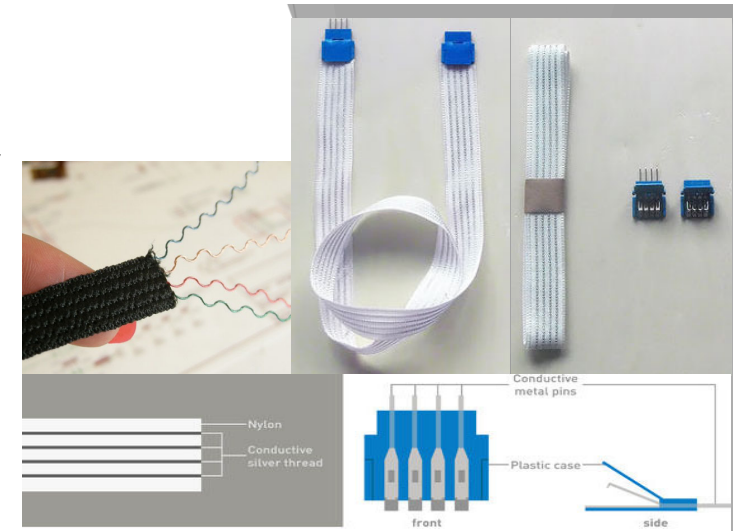 Nylon
Conductive
silver thread
Conductive
metal pins
Plastic case
front
side